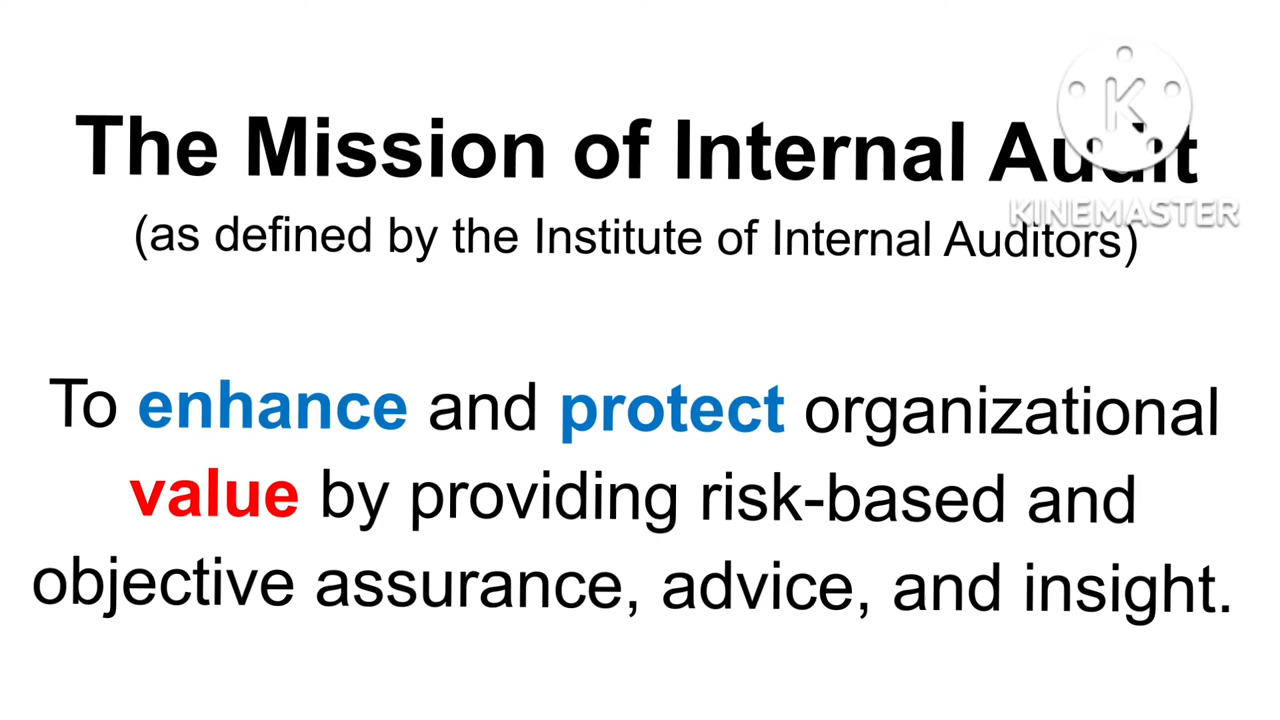 The Mission of Internal Audit
(as defined by the Institute of Internal Auditors)
To enhance and protect organizational
value by providing risk-based and
objective assurance, advice, and insight.
K
KINEMASTER